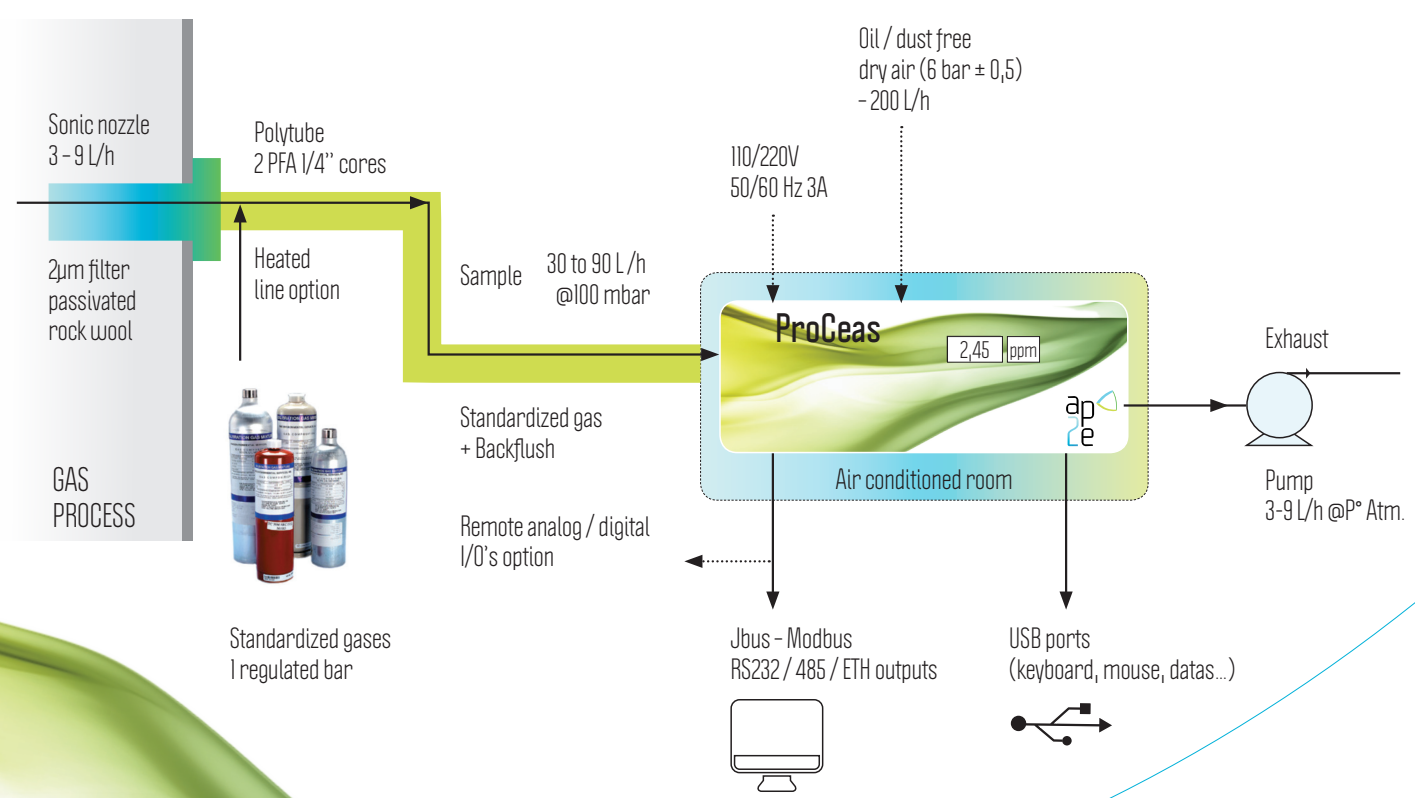 Oil / dust free
dry air (6 bar ± 0,5)
- 200 L/h
Sonic nozzle
3 - 9 L/h
Polytube
2 PFA 1/4’’ cores
110/220V
50/60 Hz 3A
2µm filter
passivated
rock wool
Heated
line option
Sample
30 to 90 L /h
@100 mbar
ProCeas
2,45 ppm
ap2e
Exhaust
Standardized gas
+ Backflush
Air conditioned room
GAS
PROCESS
Pump
3-9 L/h @P° Atm.
Remote analog / digital
I/O's option
Standardized gases
1 regulated bar
Jbus - Modbus
RS232 / 485 / ETH outputs
USB ports
(keyboard, mouse, datas...)